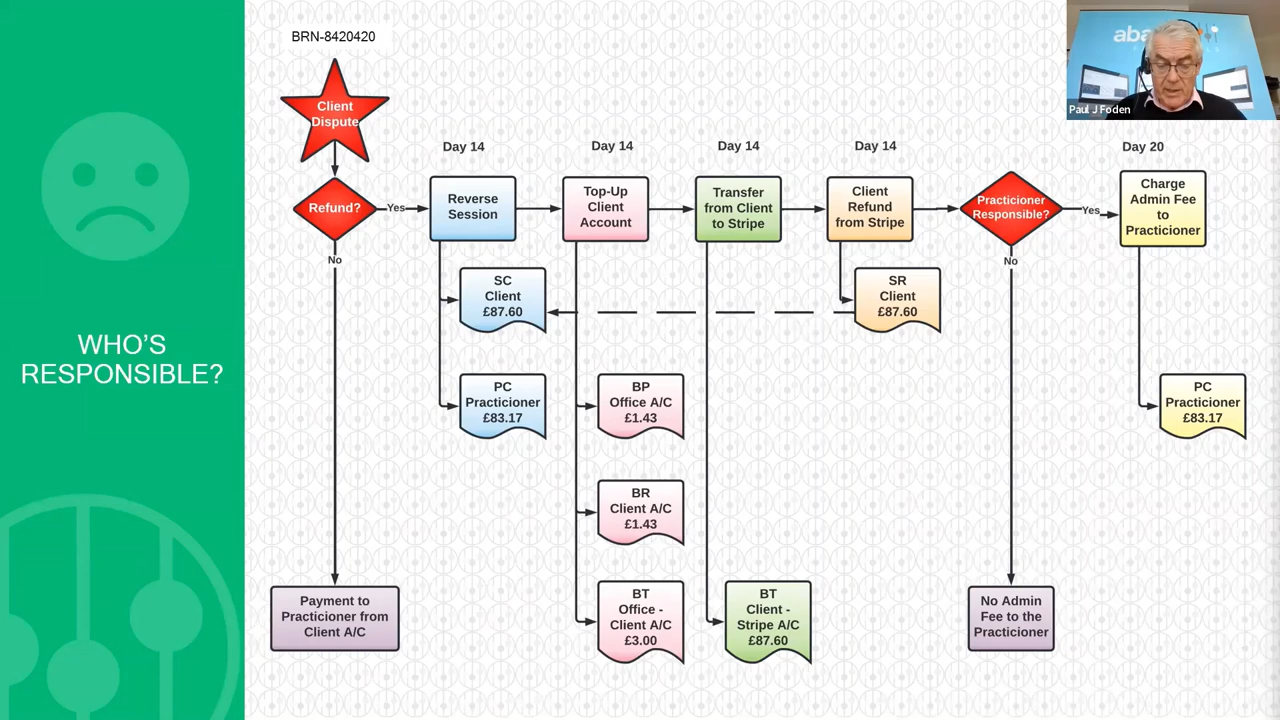 BRN-8420420
aba
Paul J Foden
Client
Dispute
Day 14
Day 14
Day 14
Day 14
Day 20
Refund?
Yes
Reverse
Session
Top-Up
Client
Account
Transfer
from Client
to Stripe
Client
Refund
from Stripe
Practicioner
Responsible?
Yes
Charge
Admin Fee
to
Practicioner
No
No
SC
Client
£87.60
SR
Client
£87.60
WHO'S
RESPONSIBLE?
PC
Practicioner
£83.17
BP
Office A/C
£1.43
PC
Practicioner
£83.17
BR
Client A/C
£1.43
Payment to
Practicioner from
Client A/C
BT
Office -
Client A/C
£3.00
BT
Client -
Stripe A/C
£87.60
No Admin
Fee to the
Practicioner